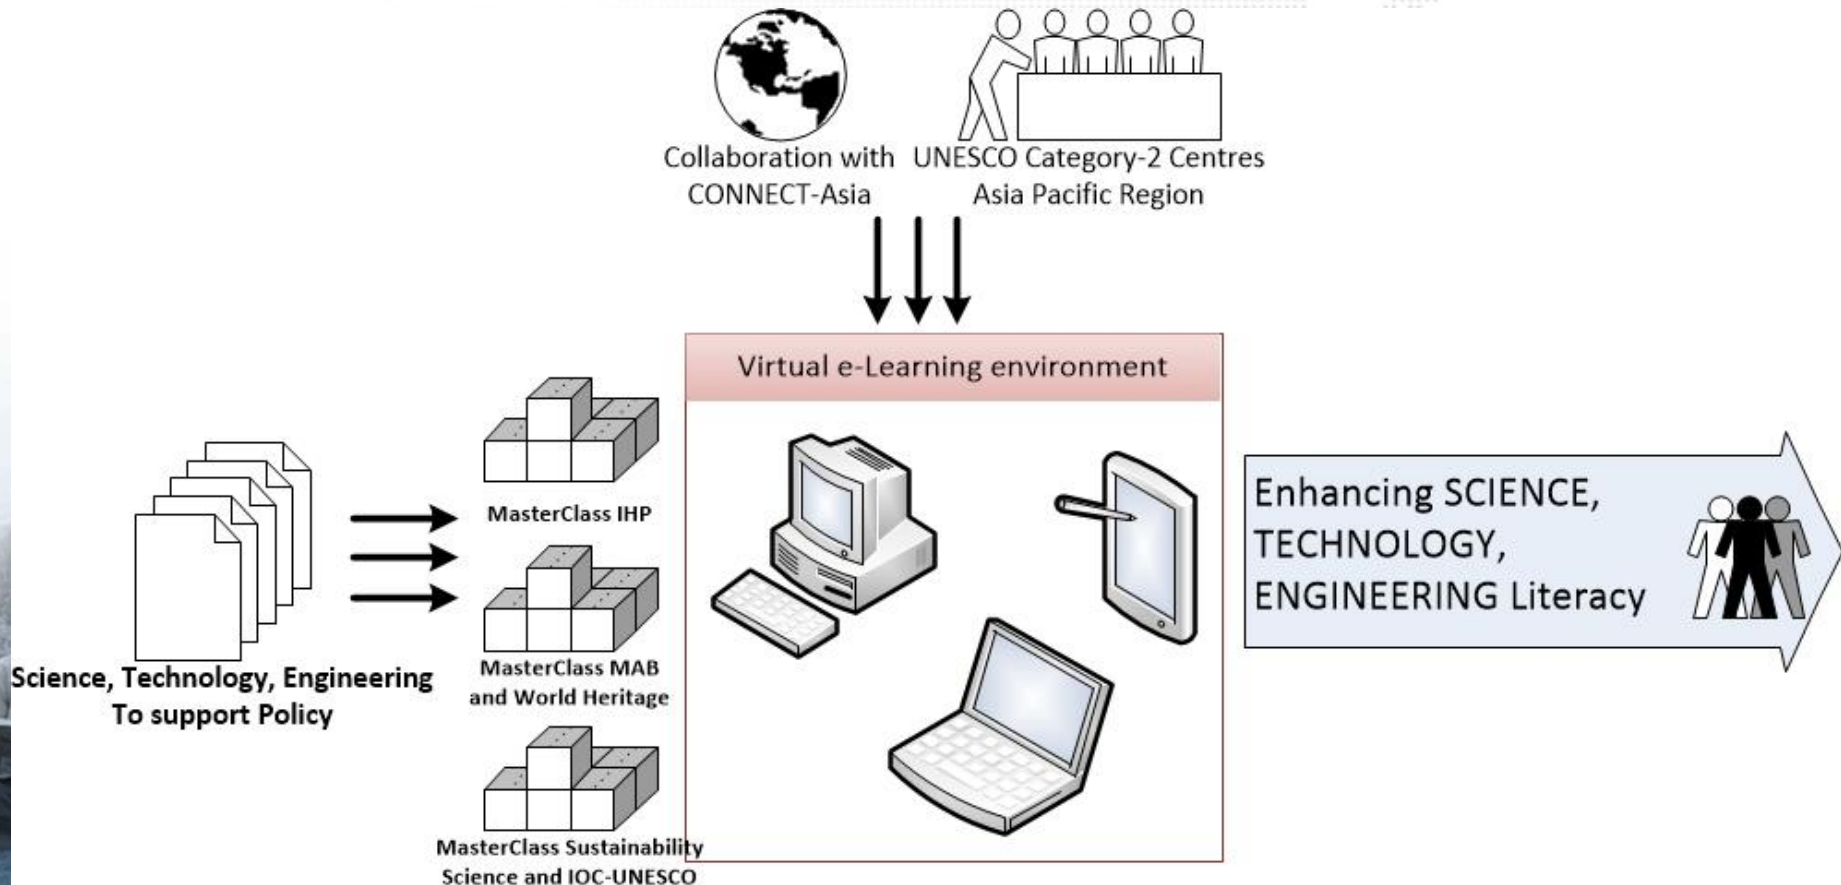 Collaboration with
CONNECT-Asia
UNESCO Category-2 Centres
Asia Pacific Region
Virtual e-Learning environment
MasterClass IHP
MasterClass MAB
and World Heritage
MasterClass Sustainability
Science and IOC-UNESCO
Science, Technology, Engineering
To support Policy
Enhancing SCIENCE,
TECHNOLOGY,
ENGINEERING Literacy